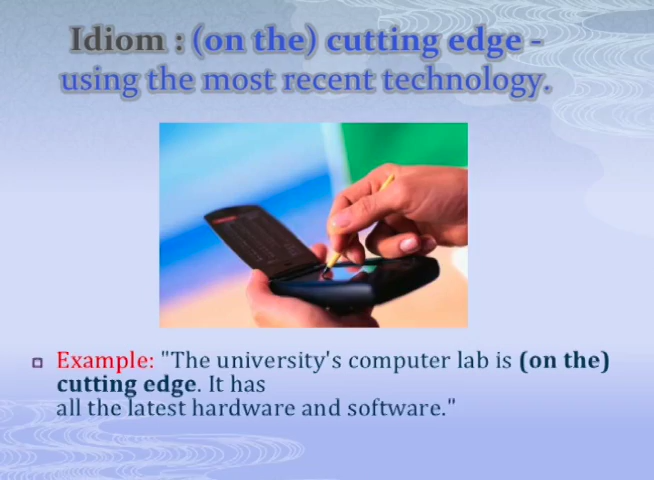 Idiom : (on the) cutting edge -
using the most recent technology.
Example: "The university's computer lab is (on the)
cutting edge. It has
all the latest hardware and software."